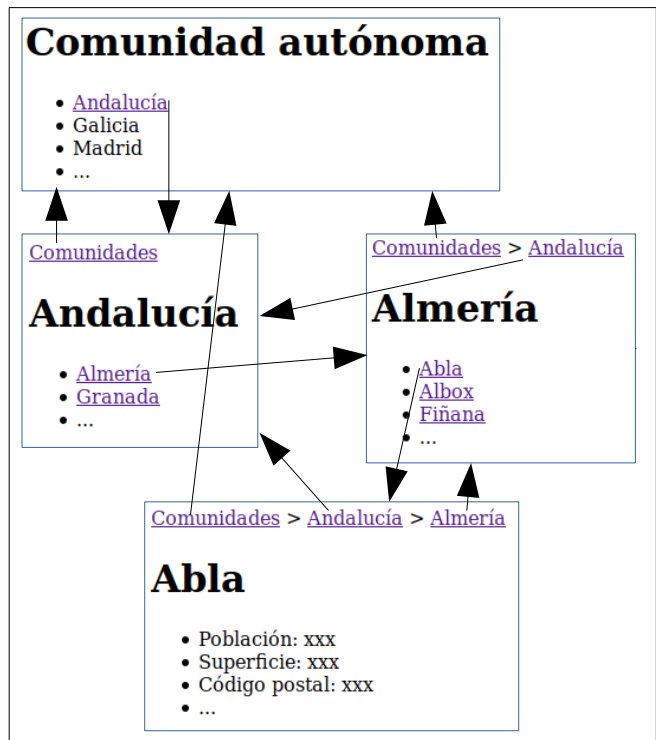 Comunidad autónoma
Andalucía
Galicia
Madrid
...
Comunidades
Andalucía
Almería
Granada
...
Comunidades > Andalucía
Almería
Abla
Albox
Fiñana
...
Comunidades > Andalucía > Almería
Abla
Población: xxx
Superficie: xxx
Código postal: xxx
...